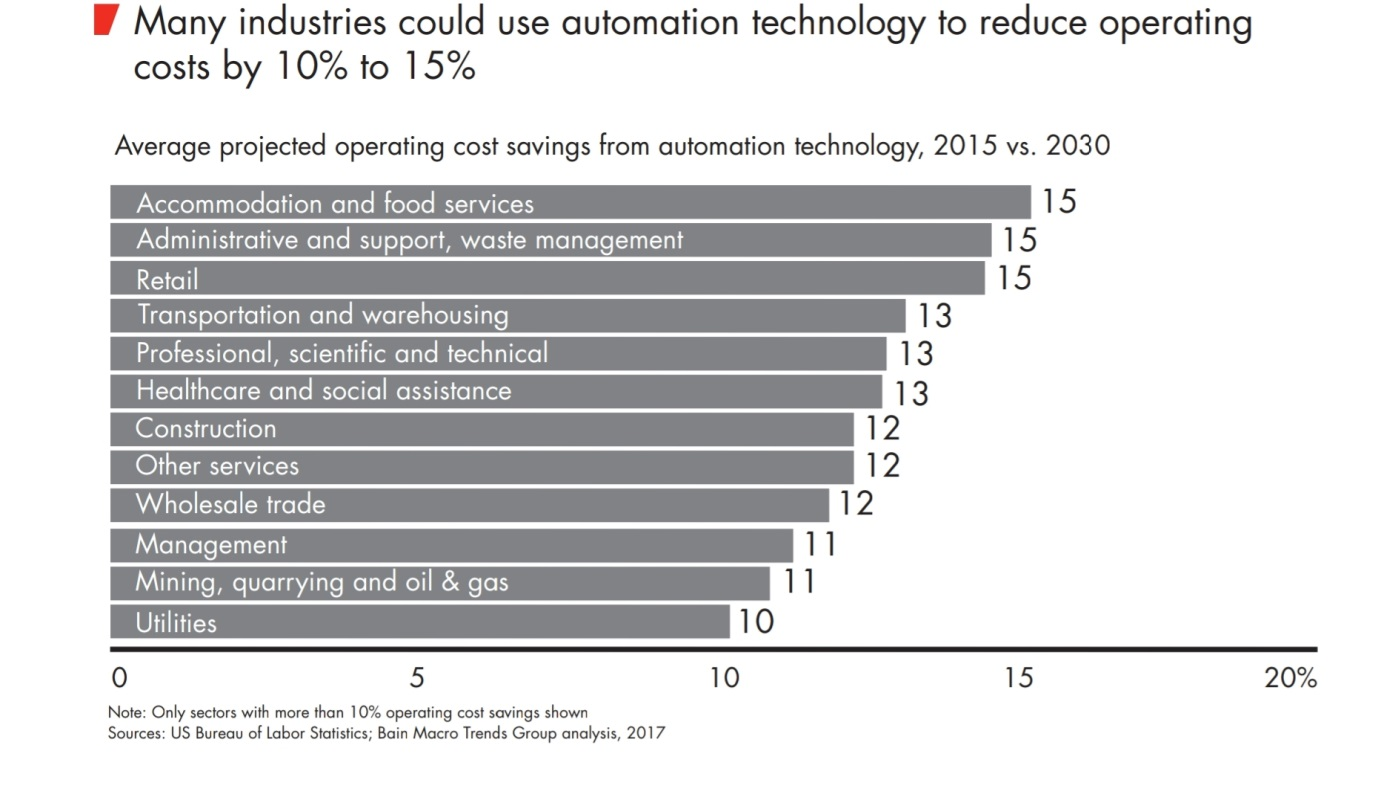 Many industries could use automation technology to reduce operating
costs by 10% to 15%
Average projected operating cost savings from automation technology, 2015 vs. 2030
Accommodation and food services 15
Administrative and support, waste management 15
Retail 15
Transportation and warehousing 13
Professional, scientific and technical 13
Healthcare and social assistance 13
Construction 12
Other services 12
Wholesale trade 12
Management 11
Mining, quarrying and oil & gas 11
Utilities 10
0 5 10 15 20%
Note: Only sectors with more than 10% operating cost savings shown
Sources: US Bureau of Labor Statistics; Bain Macro Trends Group analysis, 2017